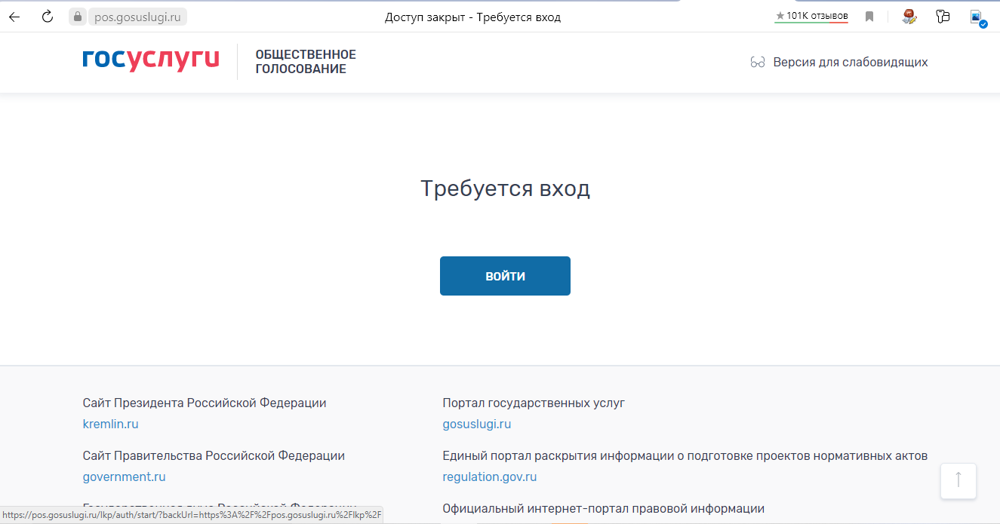 pos.gosuslugi.ru
Доступ закрыт - Требуется вход
★ 101K отзывов
госуслуги
ОБЩЕСТВЕННОЕ
ГОЛОСОВАНИЕ
Версия для слабовидящих
Требуется вход
ВОЙТИ
Сайт Президента Российской Федерации
kremlin.ru
Портал государственных услуг
gosuslugi.ru
Сайт Правительства Российской Федерации
government.ru
Единый портал раскрытия информации о подготовке проектов нормативных актов
regulation.gov.ru
Официальный интернет-портал правовой информации
https://pos.gosuslugi.ru/lkp/auth/start/?backUrl=https%3A%2F%2Fpos.gosuslugi.ru%2Flkp%2F